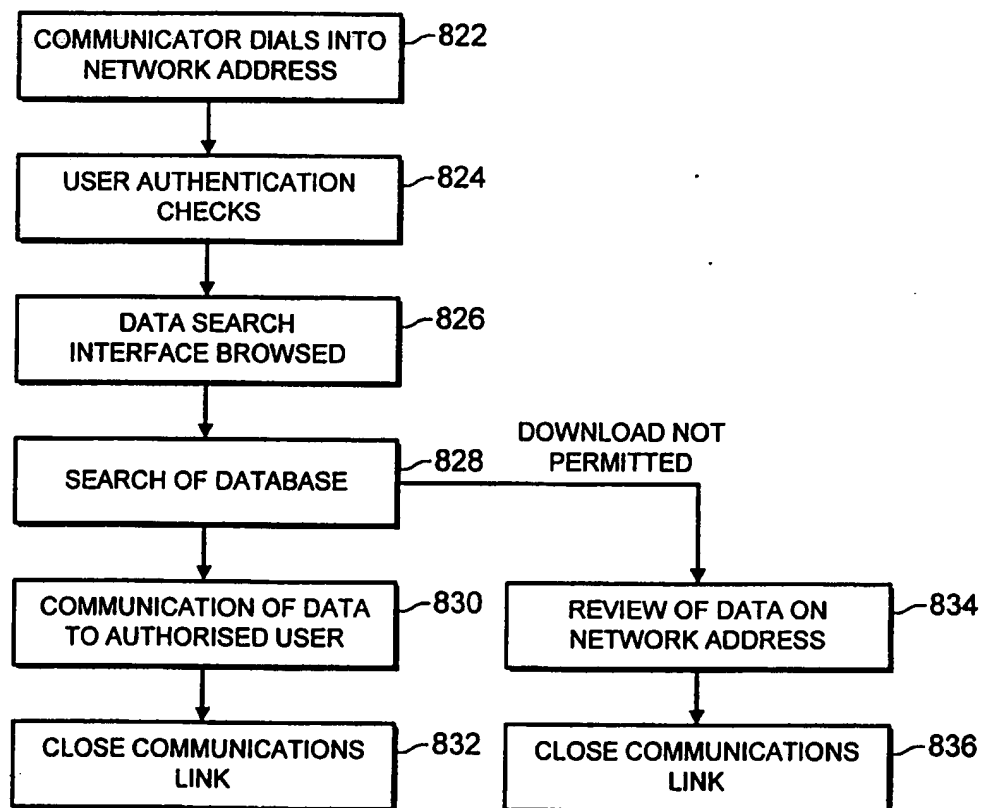 COMMUNICATOR DIALS INTO
NETWORK ADDRESS
822
USER AUTHENTICATION
CHECKS
824
DATA SEARCH
INTERFACE BROWSED
826
SEARCH OF DATABASE
828
DOWNLOAD NOT
PERMITTED
COMMUNICATION OF DATA
TO AUTHORISED USER
830
REVIEW OF DATA ON
NETWORK ADDRESS
834
CLOSE COMMUNICATIONS
LINK
832
CLOSE COMMUNICATIONS
LINK
836